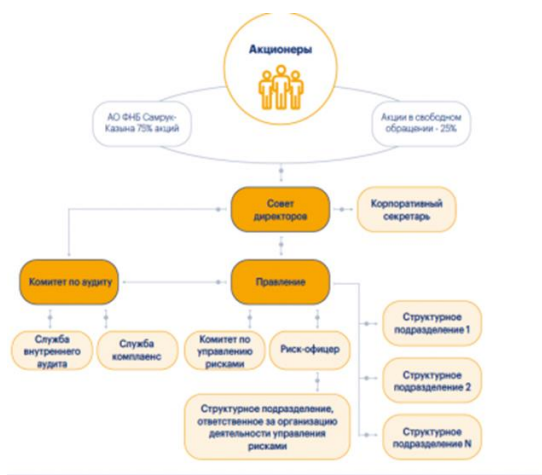 Акционеры
АО ФНБ Самрук-
Казына 75% акций
Акции в свободном
обращении - 25%
Совет
директоров
Корпоративный
секретарь
Комитет по аудиту
Правление
Служба
внутреннего
аудита
Служба
комплаенс
Комитет по
управлению
рисками
Риск-офицер
Структурное
подразделение 1
Структурное
подразделение 2
Структурное подразделение,
ответственное за организацию
деятельности управления
рисками
Структурное
подразделение N